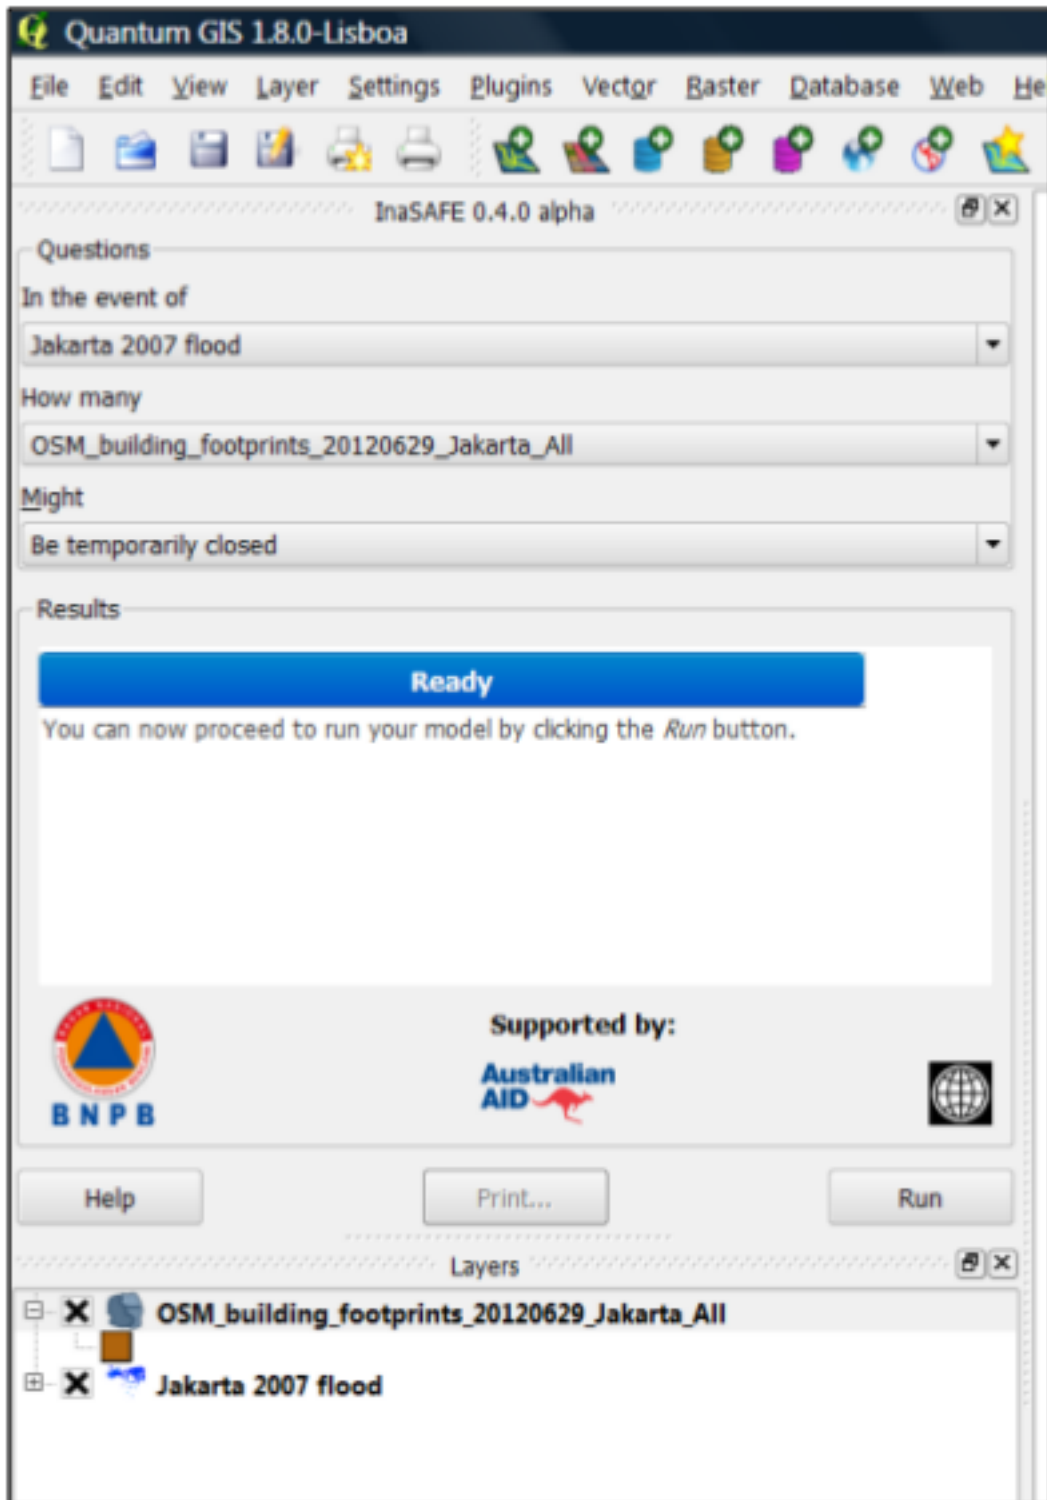 Quantum GIS 1.8.0-Lisboa
File Edit View Layer Settings Plugins Vector Raster Database Web He
InaSAFE 0.4.0 alpha
Questions
In the event of
Jakarta 2007 flood
How many
OSM_building_footprints_20120629_Jakarta_All
Might
Be temporarily closed
Results
Ready
You can now proceed to run your model by clicking the Run button.
Supported by:
Australian
AID
BNPB
Help Print... Run
Layers
OSM_building_footprints_20120629_Jakarta_All
Jakarta 2007 flood